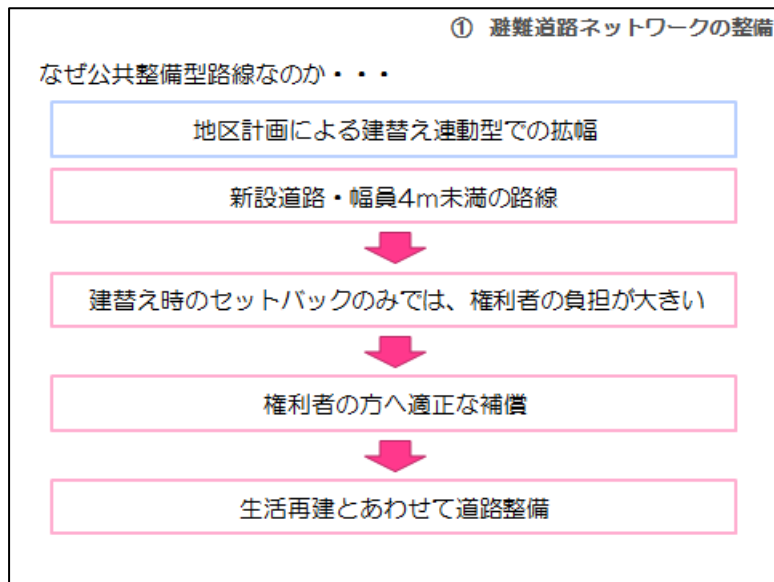 ① 避難道路ネットワークの整備
なぜ公共整備型路線なのか・・・
地区計画による建替え連動型での拡幅
新設道路・幅員4m未満の路線
建替え時のセットバックのみでは、権利者の負担が大きい
権利者の方へ適正な補償
生活再建とあわせて道路整備